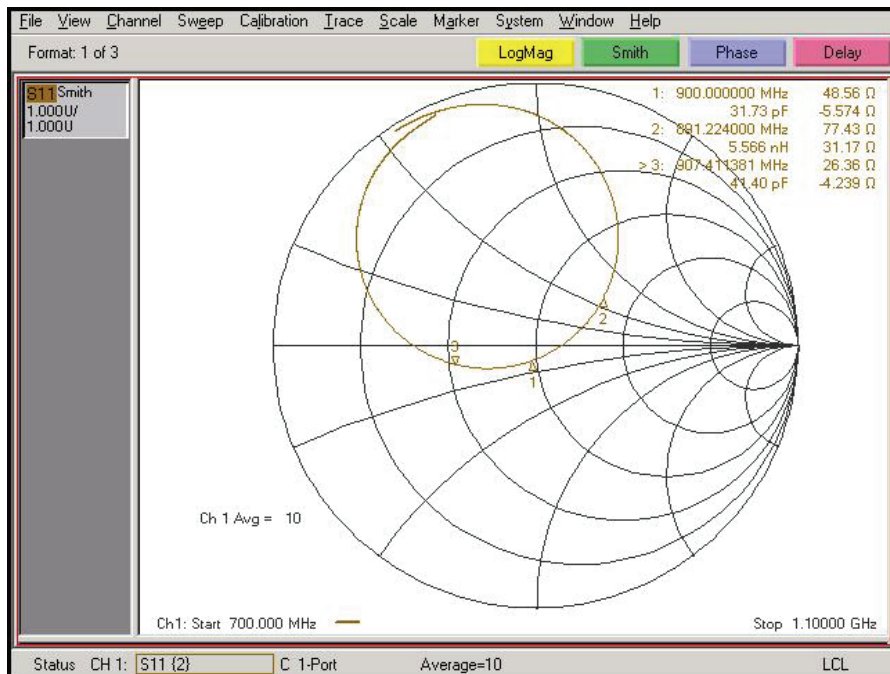 File View Channel Sweep Calibration Trace Scale Marker System Window Help
Format: 1 of 3 LogMag Smith Phase Delay
S11 Smith
1.000U/
1.000U
1: 900.000000 MHz 48.56 Ω
31.73 pF -5.574 Ω
2: 891.224000 MHz 77.43 Ω
5.566 nH 31.17 Ω
> 3: 907.411381 MHz 26.36 Ω
41.40 pF -4.239 Ω
2
3
1
Ch 1 Avg = 10
Ch1: Start 700.000 MHz Stop 1.10000 GHz
Status CH 1: S11 {2} C 1-Port Average=10 LCL